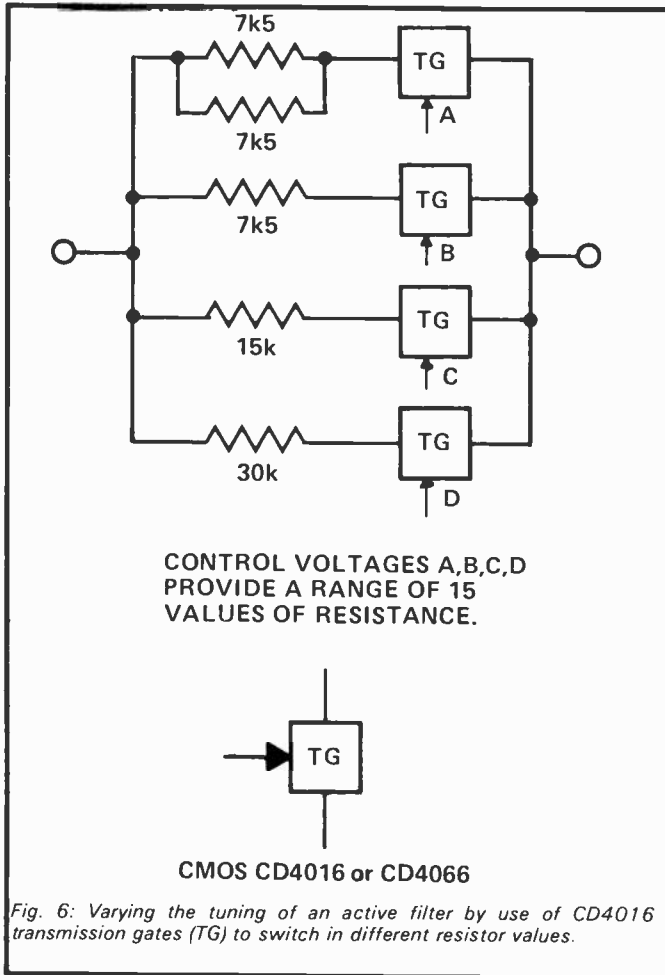 7k5
TG
A
7k5
TG
7k5
B
TG
15k
C
TG
30k
D
CONTROL VOLTAGES A,B,C,D
PROVIDE A RANGE OF 15
VALUES OF RESISTANCE.
TG
CMOS CD4016 or CD4066
Fig. 6: Varying the tuning of an active filter by use of CD4016
transmission gates (TG) to switch in different resistor values.